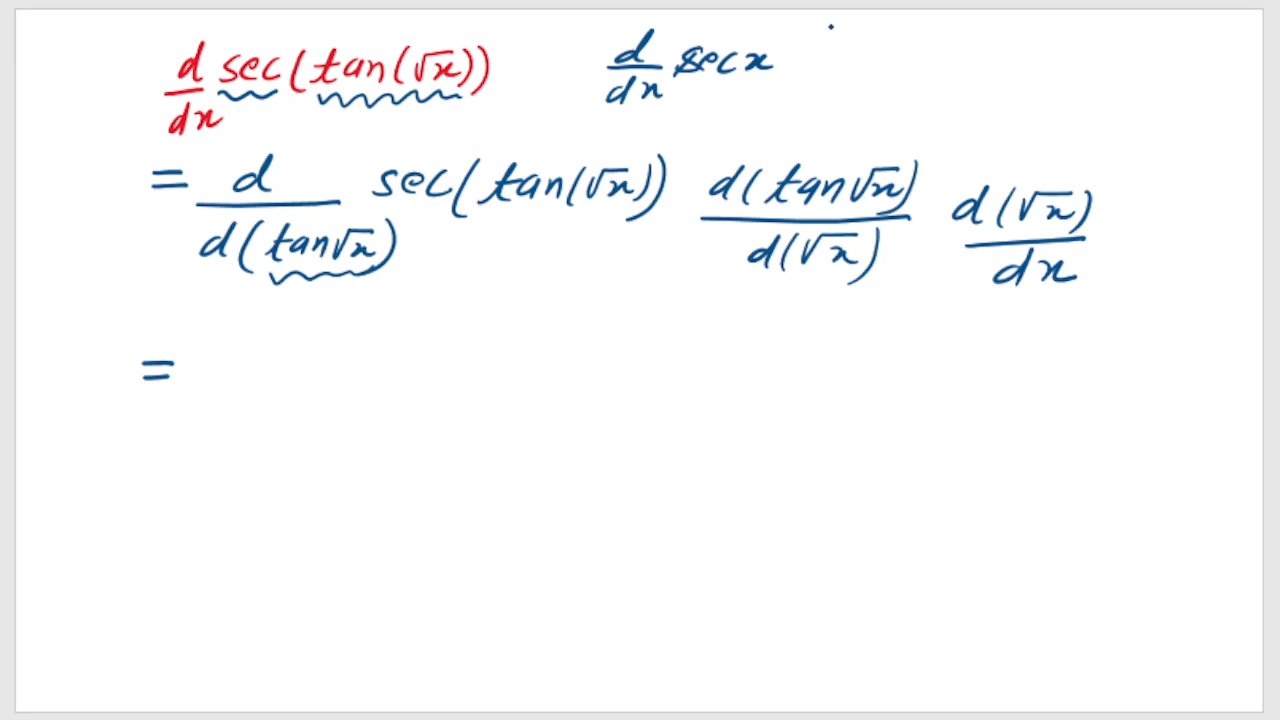 d/dx sec(tan(√x)) d/dx secx
= d/d(tan√x) sec(tan(√x)) d(tan√x)/d(√x) d(√x)/dx
=